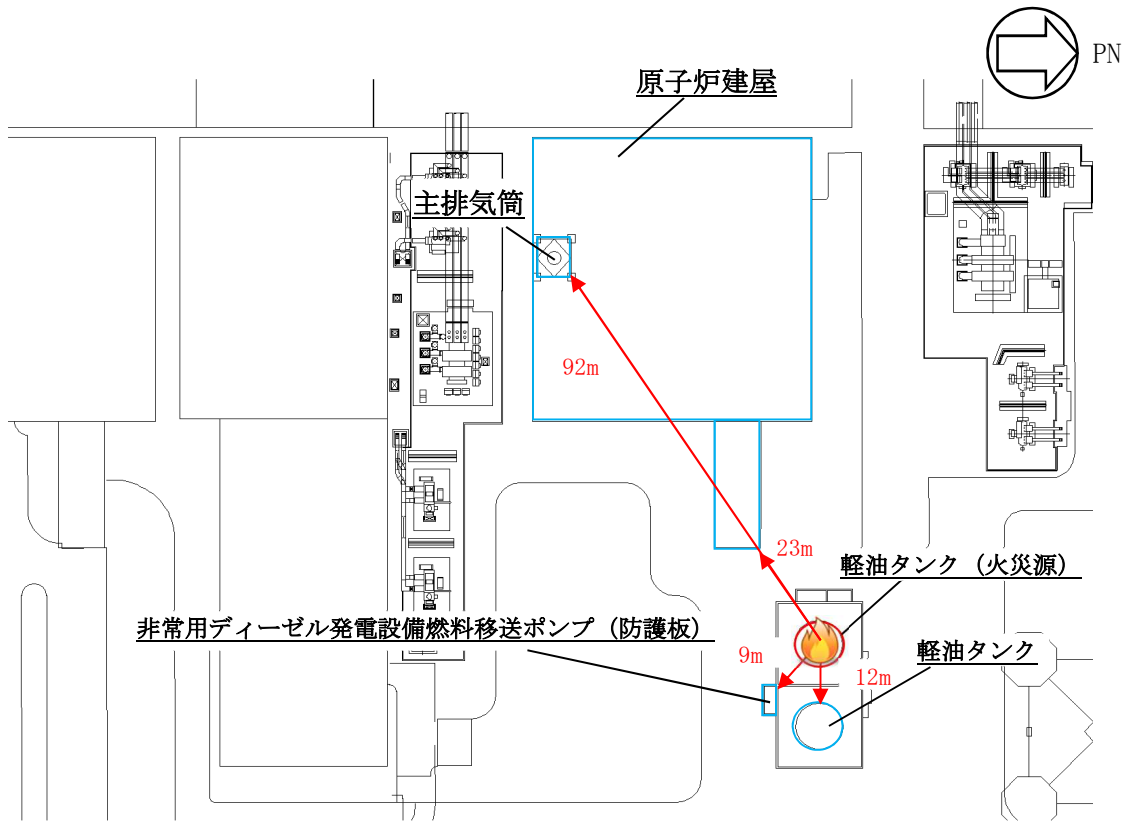 PN
原子炉建屋
主排気筒
92m
23m
軽油タンク（火災源）
非常用ディーゼル発電設備燃料移送ポンプ（防護板）
9m
軽油タンク
12m